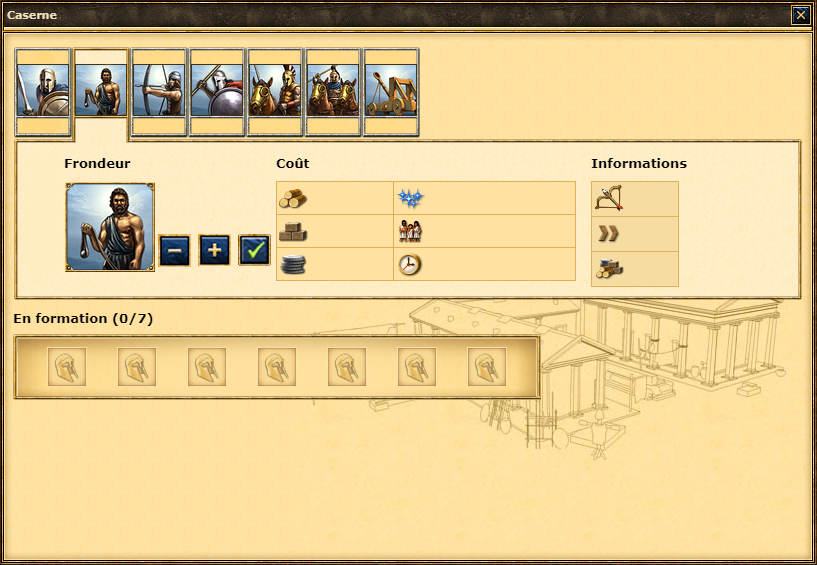 Caserne
Frondeur
Coût
Informations
En formation (0/7)